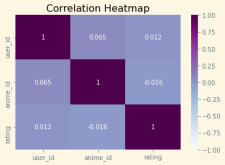 Correlation Heatmap
1.00
0.75
0.50
0.25
0.00
-0.25
-0.50
-0.75
-1.00
user_id
1
0.065
0.012
anime_id
0.065
1
-0.016
rating
0.012
-0.016
1
user_id
anime_id
rating